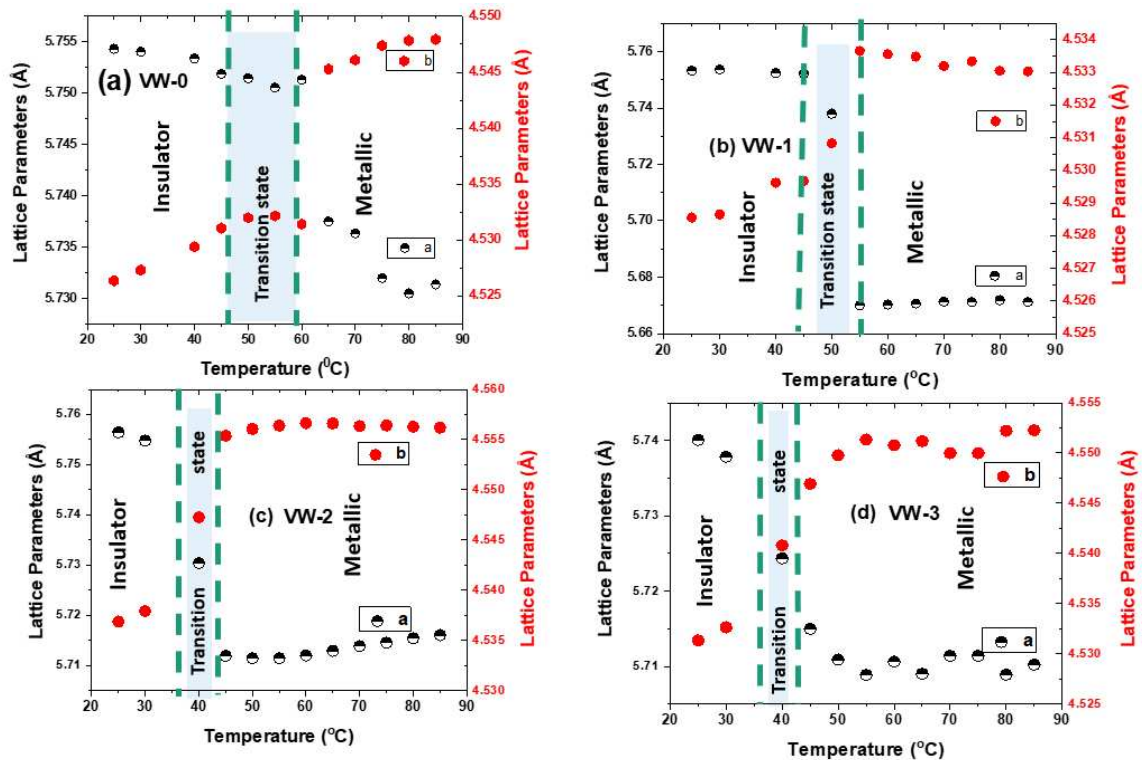 (a) VW-0
Lattice Parameters (Å)
5.755
5.750
5.745
5.740
5.735
5.730
Insulator
Transition state
Metallic
b
a
4.550
4.545
4.540
4.535
4.530
4.525
Lattice Parameters (Å)
20 30 40 50 60 70 80 90
Temperature (⁰C)
(b) VW-1
Lattice Parameters (Å)
5.76
5.74
5.72
5.70
5.68
5.66
Insulator
Transition state
Metallic
b
a
4.534
4.533
4.532
4.531
4.530
4.529
4.528
4.527
4.526
4.525
Lattice Parameters (Å)
20 30 40 50 60 70 80 90
Temperature (°C)
(c) VW-2
Lattice Parameters (Å)
5.76
5.75
5.74
5.73
5.72
5.71
Insulator
Transition state
Metallic
b
a
4.560
4.555
4.550
4.545
4.540
4.535
4.530
Lattice Parameters (Å)
20 30 40 50 60 70 80 90
Temperature (°C)
(d) VW-3
Lattice Parameters (Å)
5.74
5.73
5.72
5.71
Insulator
Transition state
Metallic
b
a
4.555
4.550
4.545
4.540
4.535
4.530
4.525
Lattice Parameters (Å)
20 30 40 50 60 70 80 90
Temperature (°C)